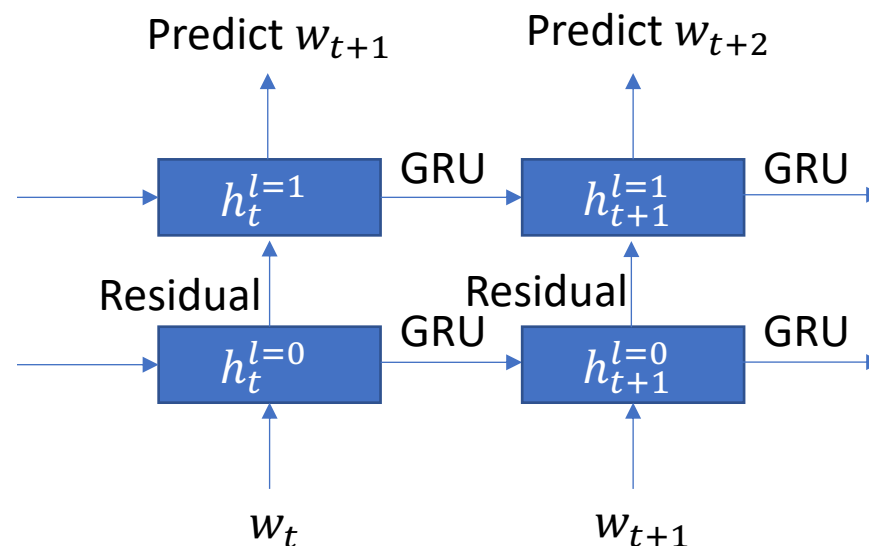 Predict $w_{t+1}$ Predict $w_{t+2}$
$h_t^{l=1}$ GRU $h_{t+1}^{l=1}$ GRU
Residual Residual
$h_t^{l=0}$ GRU $h_{t+1}^{l=0}$ GRU
$w_t$ $w_{t+1}$